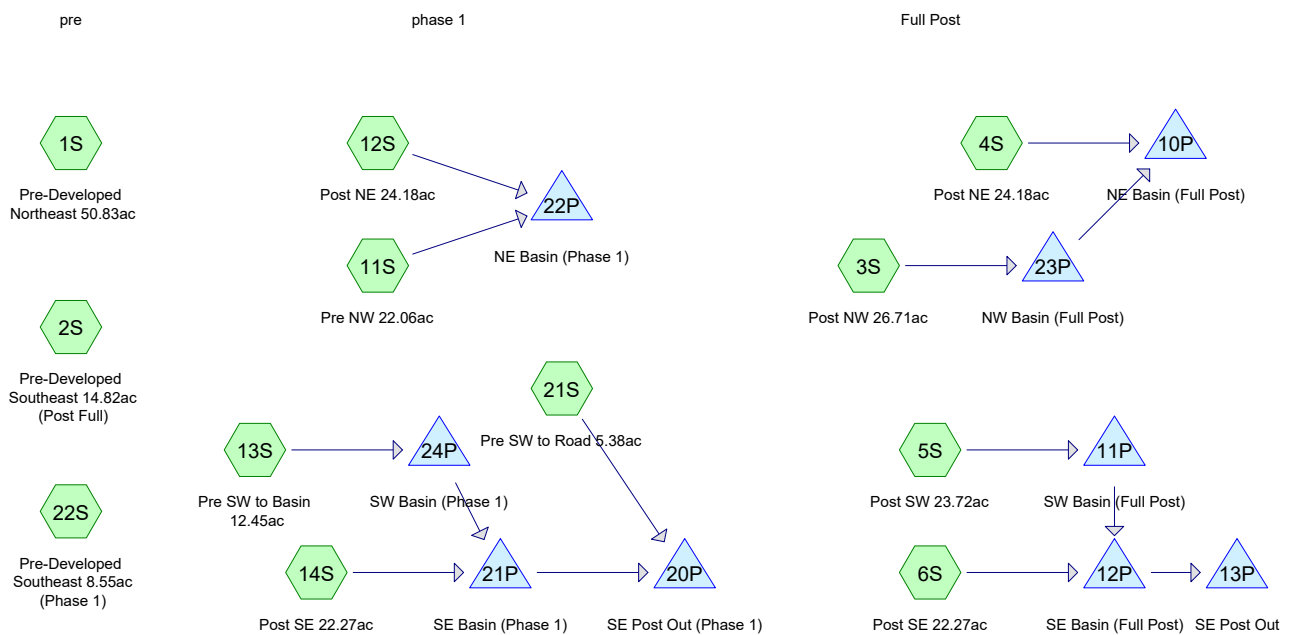 pre
phase 1
Full Post
1S
Pre-Developed
Northeast 50.83ac
12S
Post NE 24.18ac
22P
NE Basin (Phase 1)
11S
Pre NW 22.06ac
4S
Post NE 24.18ac
10P
NE Basin (Full Post)
3S
Post NW 26.71ac
23P
NW Basin (Full Post)
2S
Pre-Developed
Southeast 14.82ac
(Post Full)
21S
Pre SW to Road 5.38ac
13S
Pre SW to Basin
12.45ac
24P
SW Basin (Phase 1)
5S
Post SW 23.72ac
11P
SW Basin (Full Post)
22S
Pre-Developed
Southeast 8.55ac
(Phase 1)
14S
Post SE 22.27ac
21P
SE Basin (Phase 1)
20P
SE Post Out (Phase 1)
6S
Post SE 22.27ac
12P
SE Basin (Full Post)
13P
SE Post Out